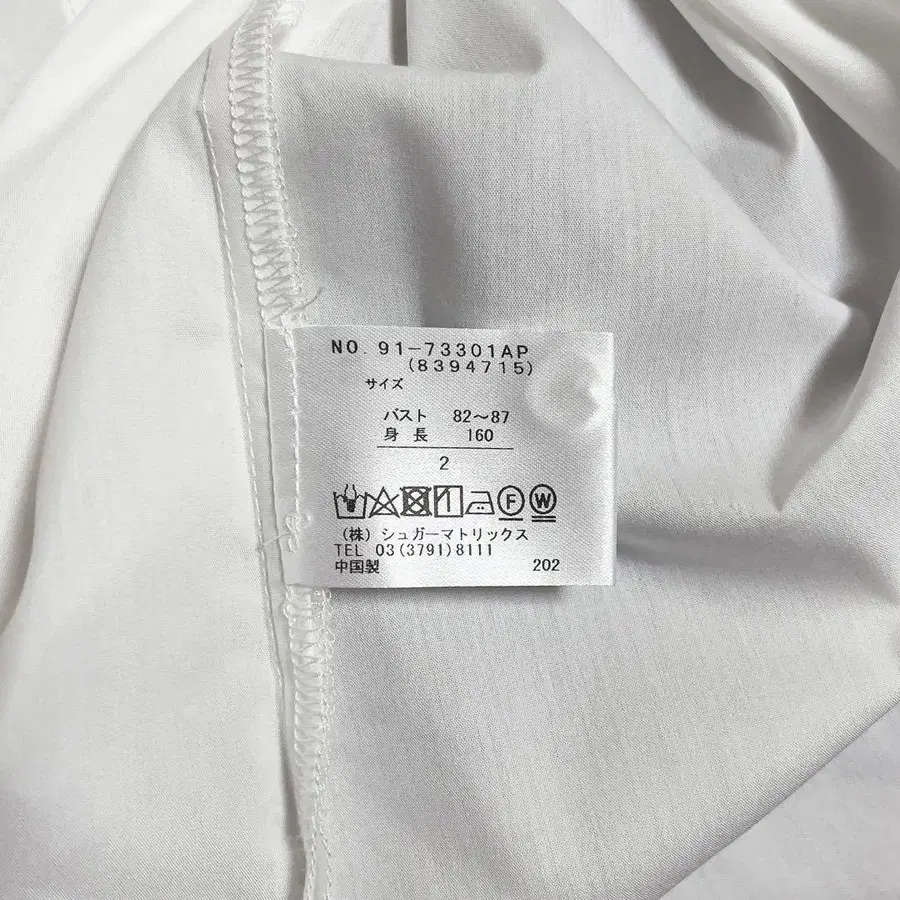 NO. 91-73301AP
(8394715)
サイズ
バスト 82〜87
身長 160
2
F W
(株)シュガーマトリックス
TEL 03(3791)8111
中国製 202